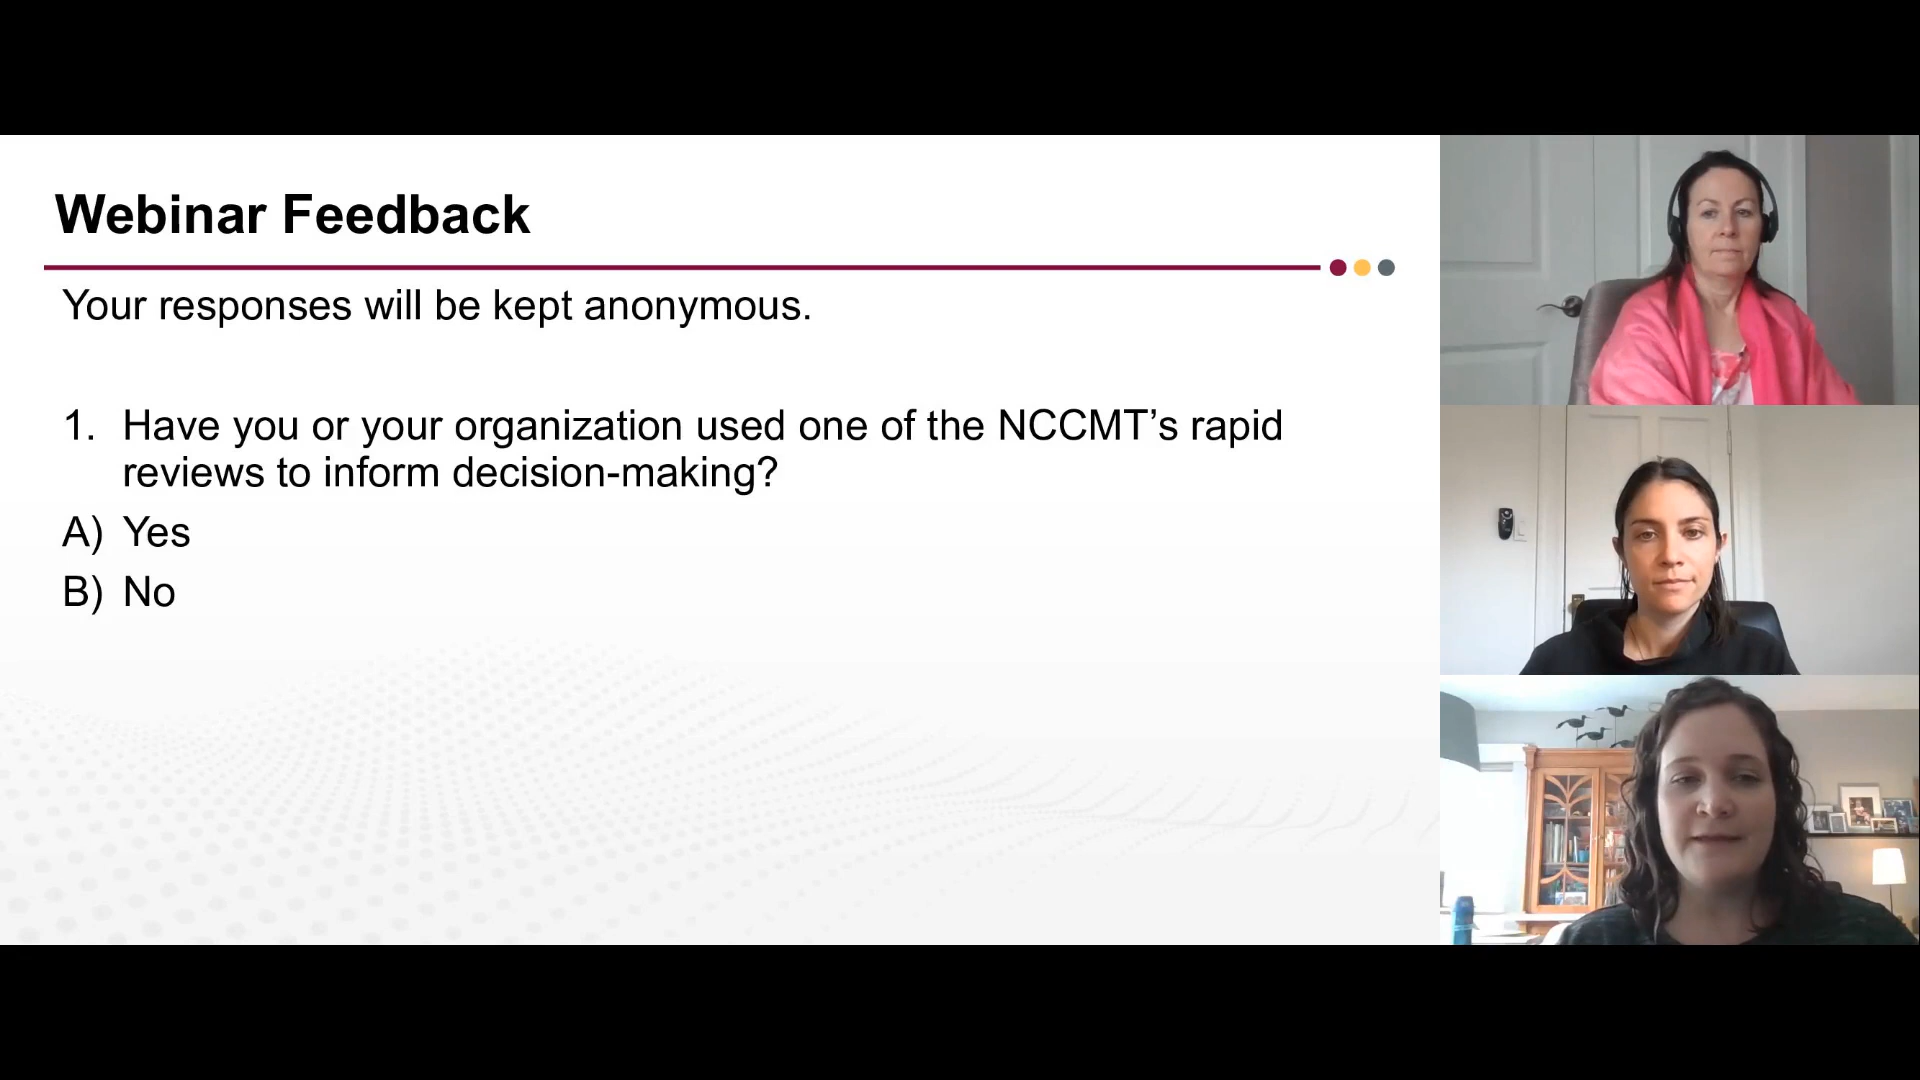 Webinar Feedback
Your responses will be kept anonymous.
1. Have you or your organization used one of the NCCMT’s rapid
reviews to inform decision-making?
A) Yes
B) No